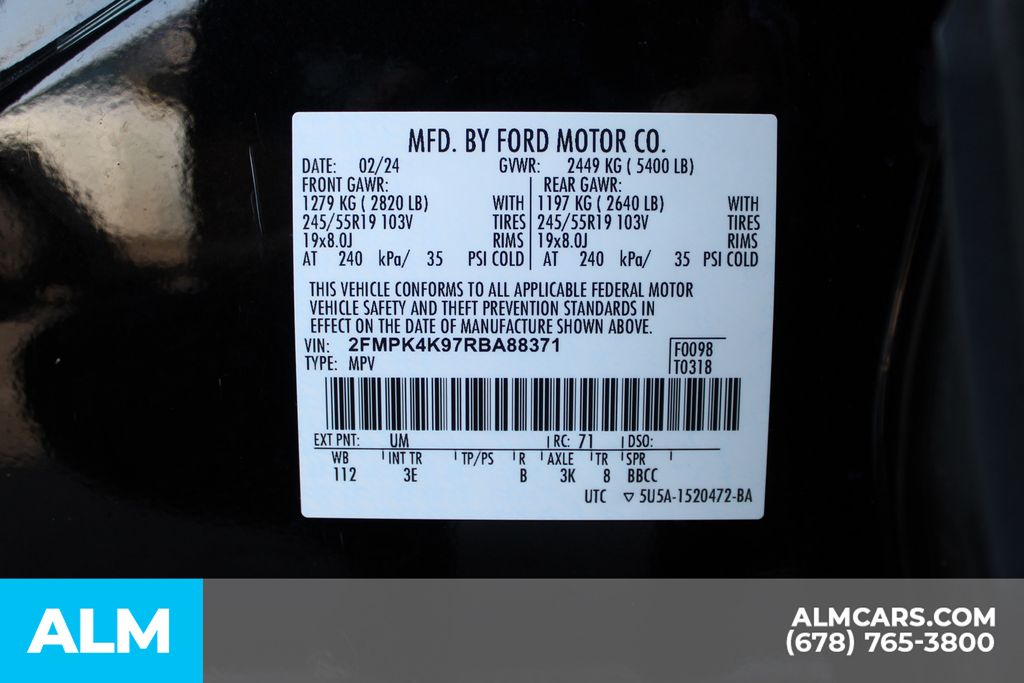 MFD. BY FORD MOTOR CO.
DATE: 02/24 GVWR: 2449 KG ( 5400 LB)
FRONT GAWR: REAR GAWR:
1279 KG ( 2820 LB) WITH 1197 KG ( 2640 LB) WITH
245/55R19 103V TIRES 245/55R19 103V TIRES
19x8.0J RIMS 19x8.0J RIMS
AT 240 kPa/ 35 PSI COLD AT 240 kPa/ 35 PSI COLD
THIS VEHICLE CONFORMS TO ALL APPLICABLE FEDERAL MOTOR
VEHICLE SAFETY AND THEFT PREVENTION STANDARDS IN
EFFECT ON THE DATE OF MANUFACTURE SHOWN ABOVE.
VIN: 2FMPK4K97RBA88371 F0098
TYPE: MPV T0318
EXT PNT: UM RC: 71 DSO:
WB INT TR TP/PS R AXLE TR SPR
112 3E B 3K 8 BBCC
UTC ▽ 5U5A-1520472-BA
ALM
ALMCARS.COM
(678) 765-3800